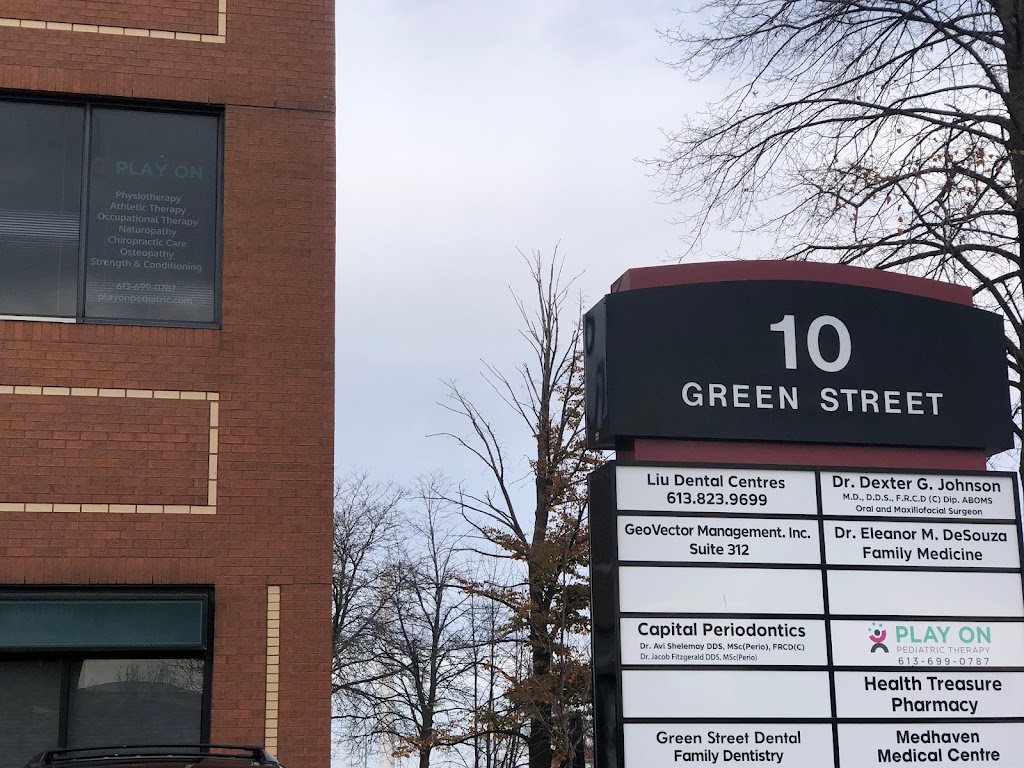 PLAY ON
Physiotherapy
Athletic Therapy
Occupational Therapy
Naturopathy
Chiropractic Care
Osteopathy
Strength & Conditioning
613-699-0787
playonpediatric.com
10
GREEN STREET
Liu Dental Centres
613.823.9699
Dr. Dexter G. Johnson
M.D., D.D.S., F.R.C.D (C) Dip. ABOMS
Oral and Maxillofacial Surgeon
GeoVector Management. Inc.
Suite 312
Dr. Eleanor M. DeSouza
Family Medicine
Capital Periodontics
Dr. Avi Shelemay DDS, MSc(Perio), FRCD(C)
Dr. Jacob Fitzgerald DDS, MSc(Perio)
PLAY ON
PEDIATRIC THERAPY
613-699-0787
Health Treasure
Pharmacy
Green Street Dental
Family Dentistry
Medhaven
Medical Centre